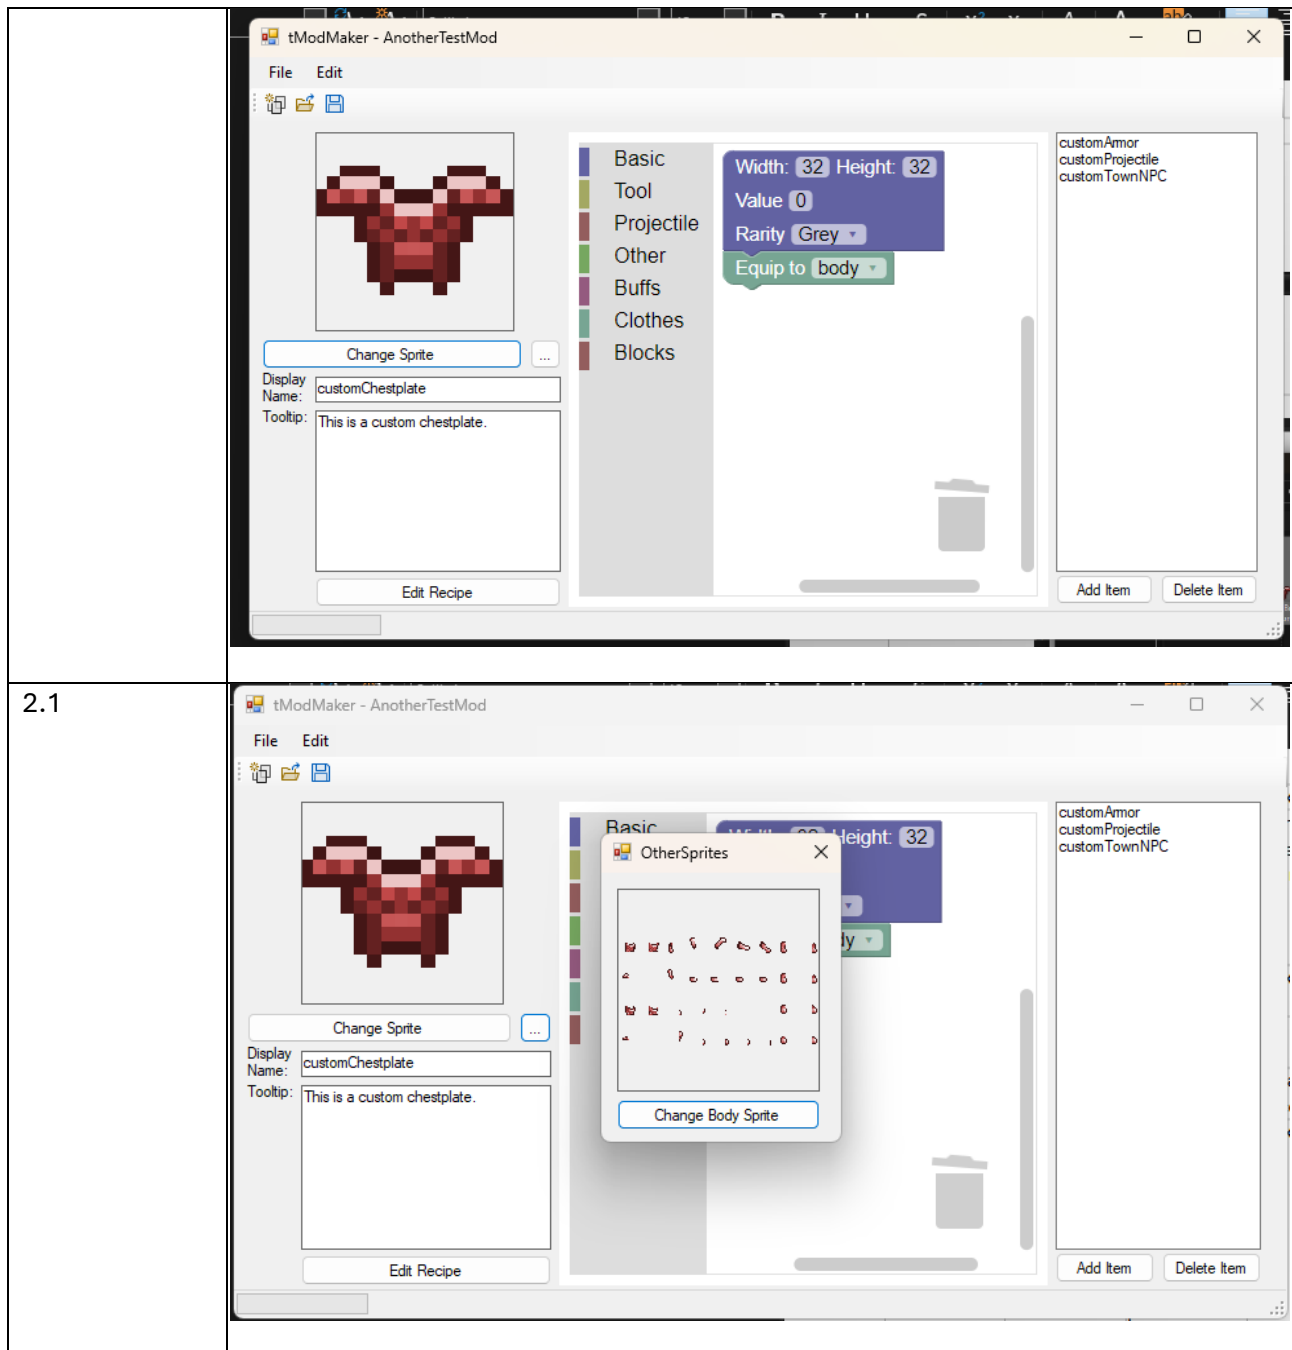 tModMaker - AnotherTestMod
File Edit
Basic
Tool
Projectile
Other
Buffs
Clothes
Blocks
Width: 32 Height: 32
Value 0
Rarity Grey
Equip to body
customArmor
customProjectile
customTownNPC
Change Sprite ...
Display Name: customChestplate
Tooltip: This is a custom chestplate.
Edit Recipe
Add Item Delete Item
2.1
tModMaker - AnotherTestMod
File Edit
Basic
Height: 32
OtherSprites
Change Body Sprite
customArmor
customProjectile
customTownNPC
Change Sprite ...
Display Name: customChestplate
Tooltip: This is a custom chestplate.
Edit Recipe
Add Item Delete Item